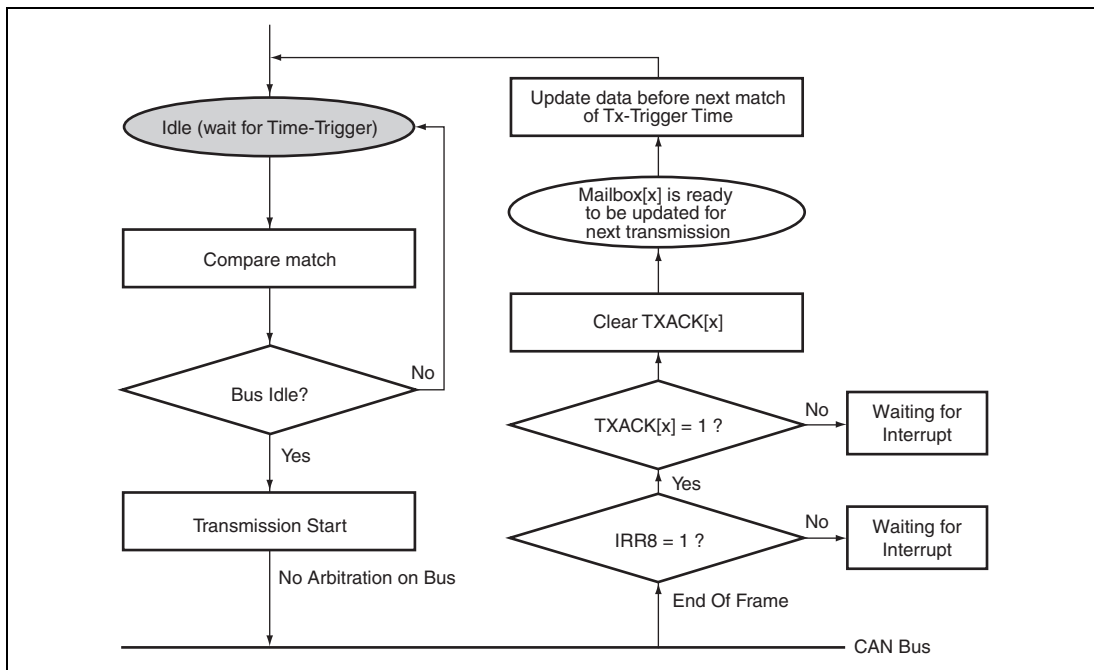 Idle (wait for Time-Trigger)
Compare match
Bus Idle?
No
Yes
Transmission Start
No Arbitration on Bus
Update data before next match
of Tx-Trigger Time
Mailbox[x] is ready
to be updated for
next transmission
Clear TXACK[x]
TXACK[x] = 1 ?
No
Waiting for
Interrupt
Yes
IRR8 = 1 ?
No
Waiting for
Interrupt
End Of Frame
CAN Bus